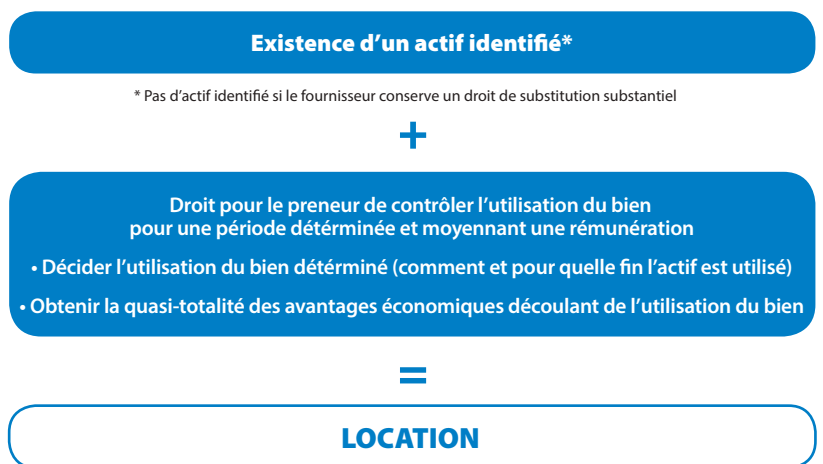 Existence d’un actif identifié*
* Pas d’actif identifié si le fournisseur conserve un droit de substitution substantiel
+
Droit pour le preneur de contrôler l’utilisation du bien
pour une période détérminée et moyennant une rémunération
• Décider l’utilisation du bien détérminé (comment et pour quelle fin l’actif est utilisé)
• Obtenir la quasi-totalité des avantages économiques découlant de l’utilisation du bien
=
LOCATION